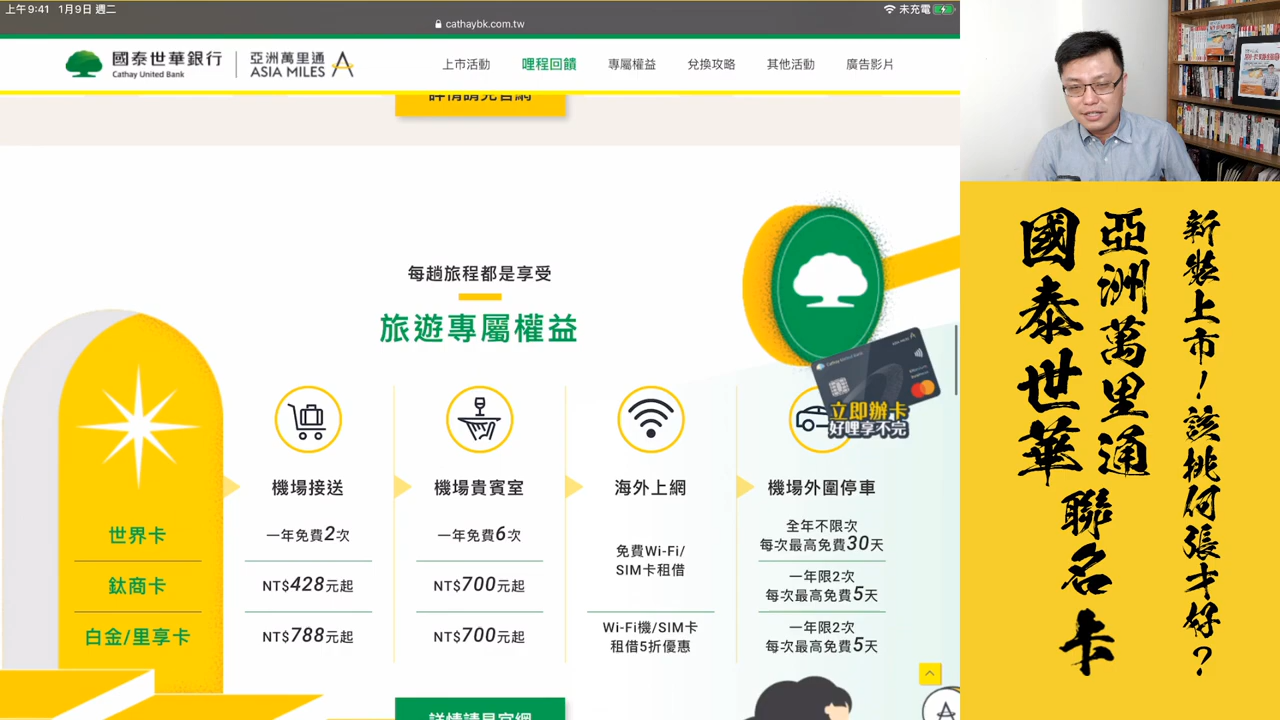 上午9:41 1月9日 週二
未充電
cathaybk.com.tw
國泰世華銀行
Cathay United Bank
亞洲萬里通
ASIA MILES
上市活動
哩程回饋
專屬權益
兌換攻略
其他活動
廣告影片
詳情請見官網
每趟旅程都是享受
旅遊專屬權益
立即辦卡
好哩享不完
機場接送
機場貴賓室
海外上網
機場外圍停車
世界卡
一年免費2次
一年免費6次
免費Wi-Fi/
SIM卡租借
全年不限次
每次最高免費30天
鈦商卡
NT$428元起
NT$700元起
一年限2次
每次最高免費5天
白金/里享卡
NT$788元起
NT$700元起
Wi-Fi機/SIM卡
租借5折優惠
一年限2次
每次最高免費5天
詳情請見官網
新裝上市！該挑何張才好？
亞洲萬里通
國泰世華
聯名卡